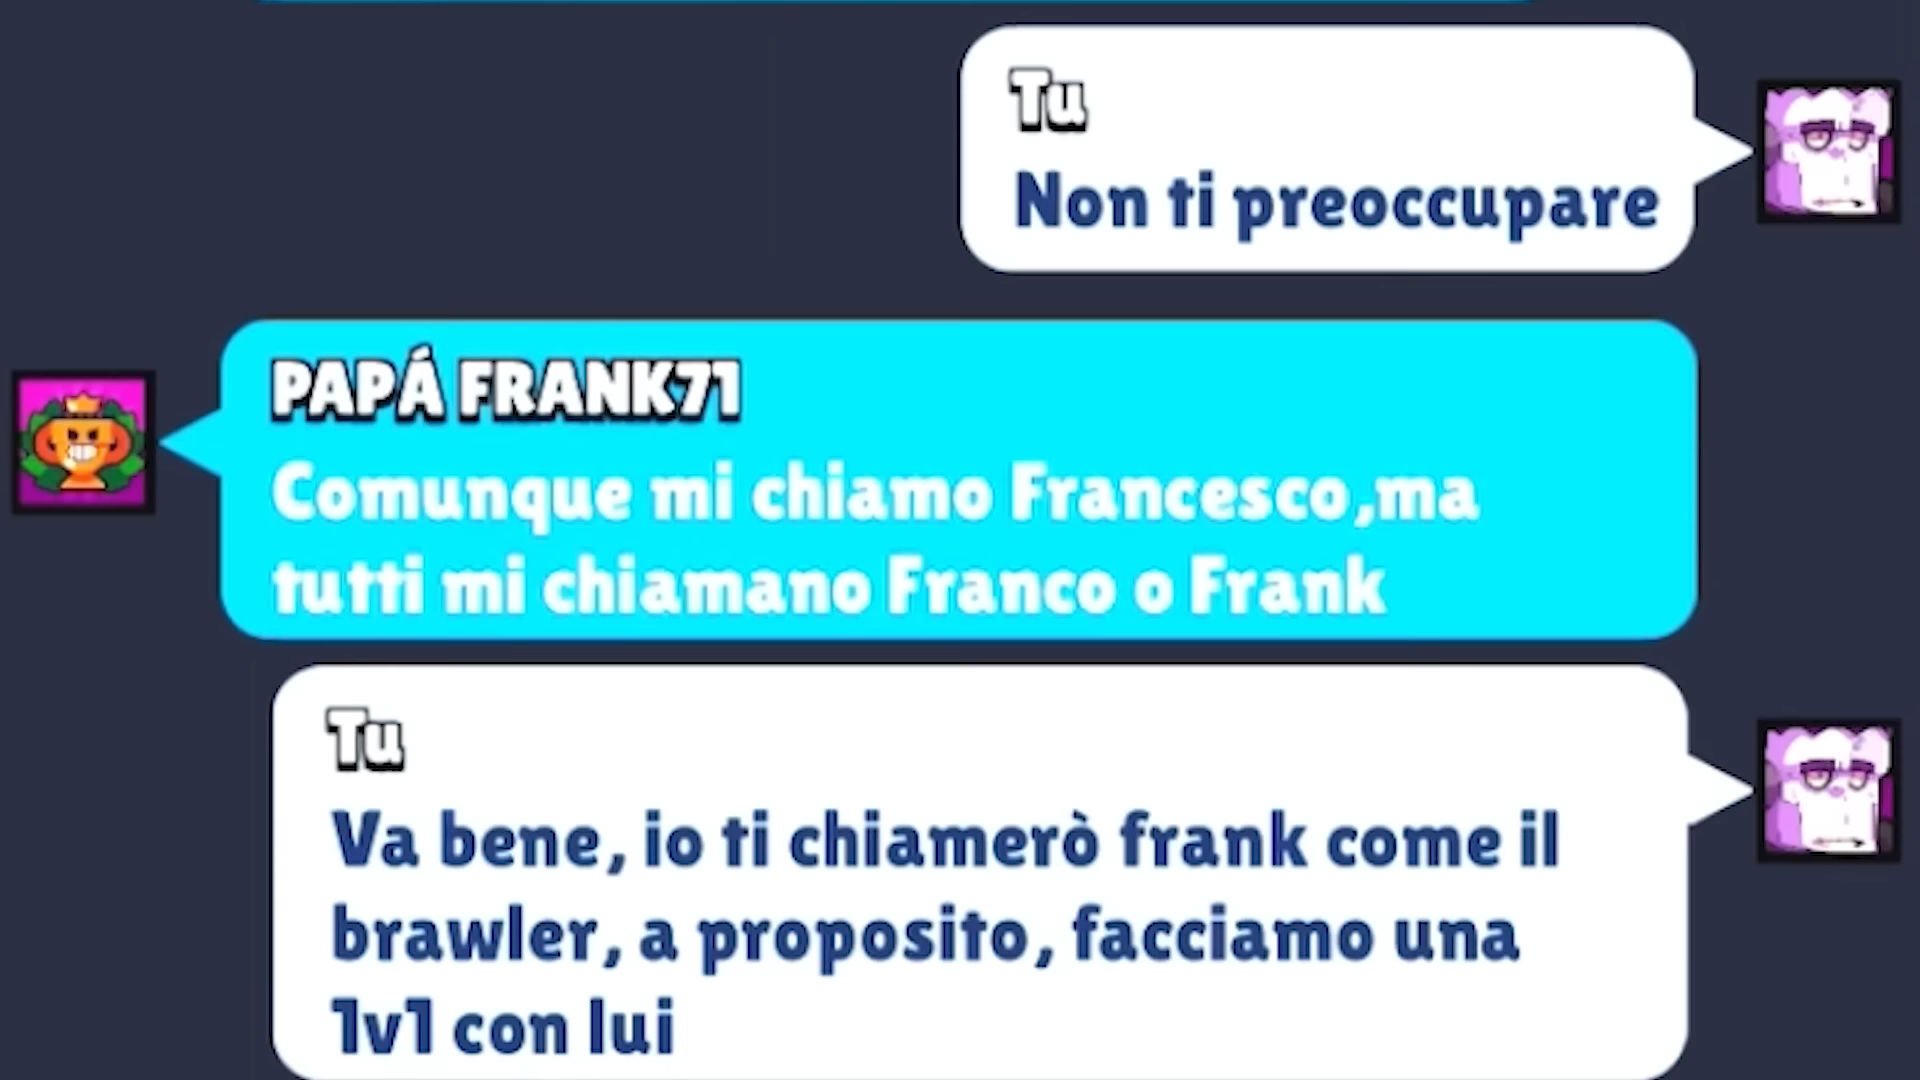 Tu
Non ti preoccupare
PAPÁ FRANK71
Comunque mi chiamo Francesco,ma
tutti mi chiamano Franco o Frank
Tu
Va bene, io ti chiamerò frank come il
brawler, a proposito, facciamo una
1v1 con lui